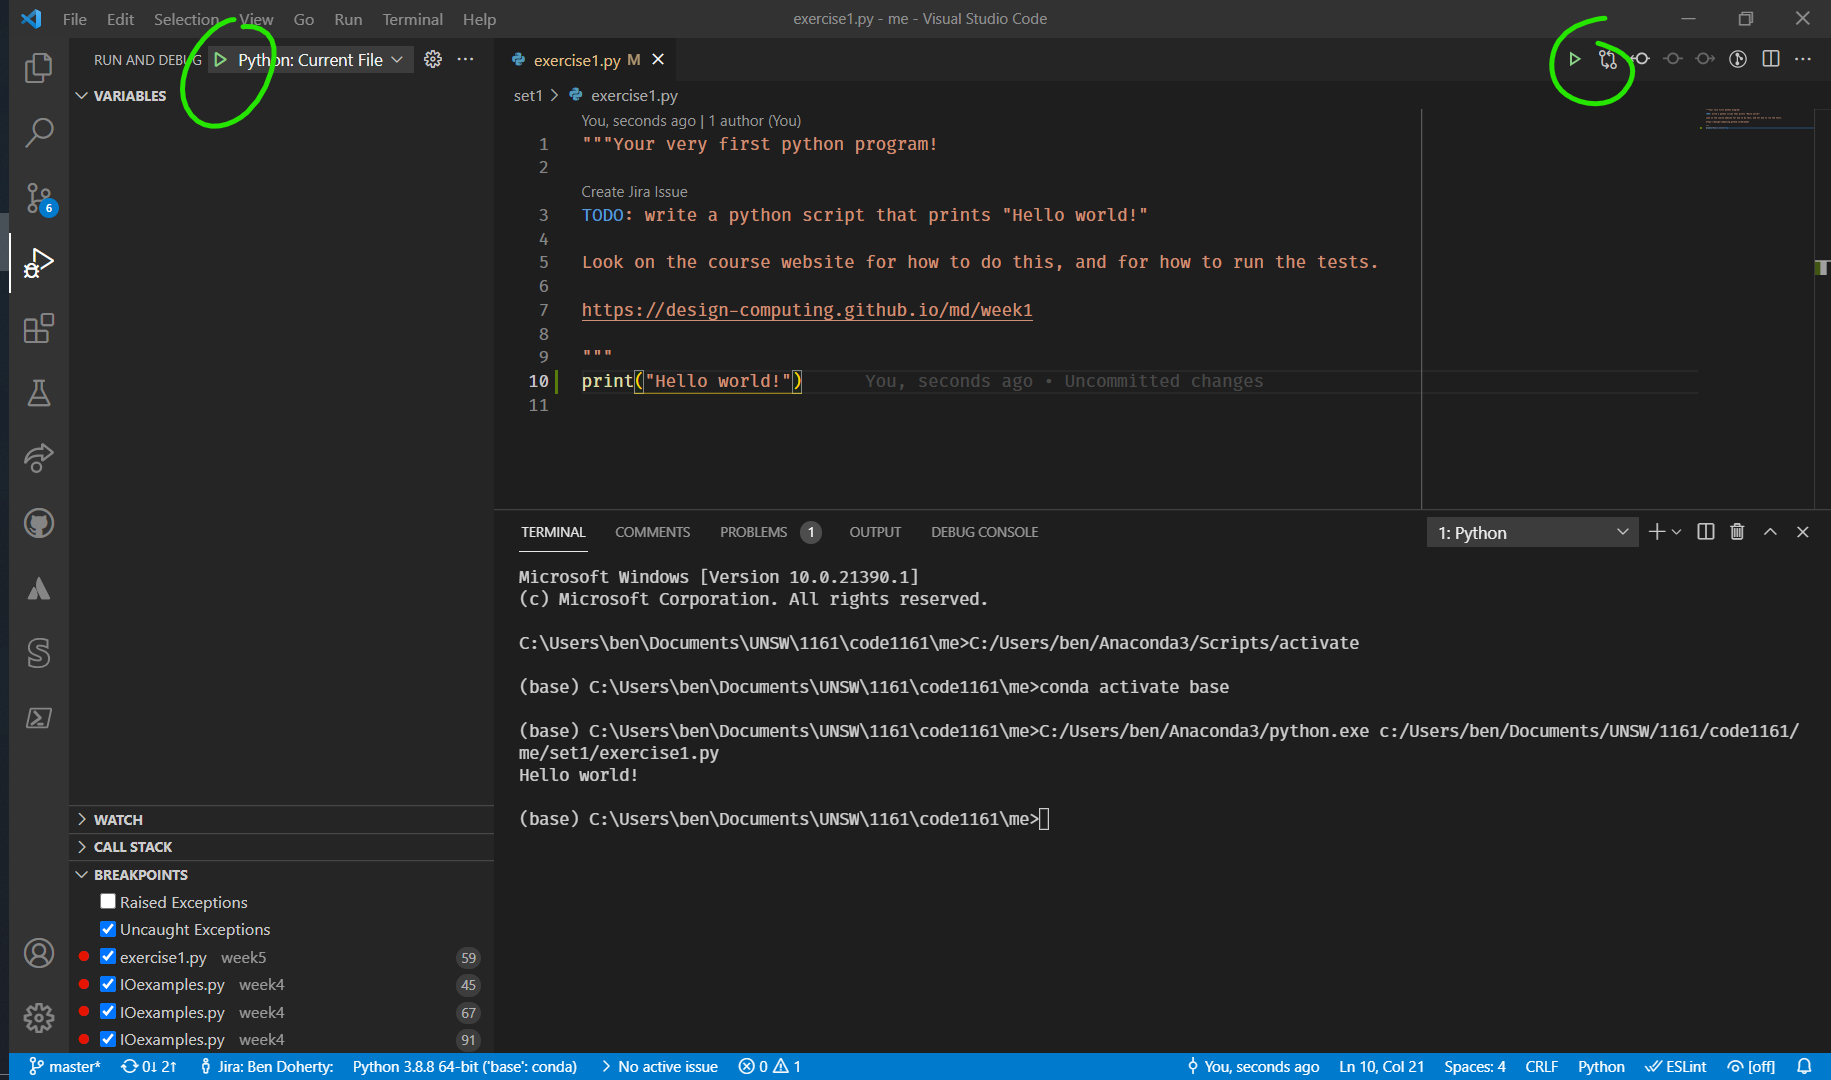 File Edit Selection View Go Run Terminal Help
exercise1.py - me - Visual Studio Code
RUN AND DEBUG Python: Current File
VARIABLES
WATCH
CALL STACK
BREAKPOINTS
Raised Exceptions
Uncaught Exceptions
exercise1.py week5 59
IOexamples.py week4 45
IOexamples.py week4 67
IOexamples.py week4 91
6
exercise1.py M
set1 > exercise1.py
You, seconds ago | 1 author (You)
1 """Your very first python program!
2
Create Jira Issue
3 TODO: write a python script that prints "Hello world!"
4
5 Look on the course website for how to do this, and for how to run the tests.
6
7 https://design-computing.github.io/md/week1
8
9 """
10 print("Hello world!") You, seconds ago • Uncommitted changes
11
TERMINAL COMMENTS PROBLEMS 1 OUTPUT DEBUG CONSOLE
1: Python
Microsoft Windows [Version 10.0.21390.1]
(c) Microsoft Corporation. All rights reserved.
C:\Users\ben\Documents\UNSW\1161\code1161\me>C:/Users/ben/Anaconda3/Scripts/activate
(base) C:\Users\ben\Documents\UNSW\1161\code1161\me>conda activate base
(base) C:\Users\ben\Documents\UNSW\1161\code1161\me>C:/Users/ben/Anaconda3/python.exe c:/Users/ben/Documents/UNSW/1161/code1161/
me/set1/exercise1.py
Hello world!
(base) C:\Users\ben\Documents\UNSW\1161\code1161\me>
master* 0↓ 2↑ Jira: Ben Doherty: Python 3.8.8 64-bit ('base': conda) > No active issue 0 1 You, seconds ago Ln 10, Col 21 Spaces: 4 CRLF Python ESLint [off]